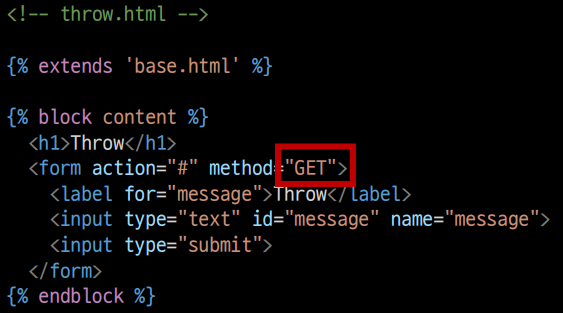 <!-- throw.html -->
{% extends 'base.html' %}
{% block content %}
<h1>Throw</h1>
<form action="#" method="GET">
<label for="message">Throw</label>
<input type="text" id="message" name="message">
<input type="submit">
</form>
{% endblock %}